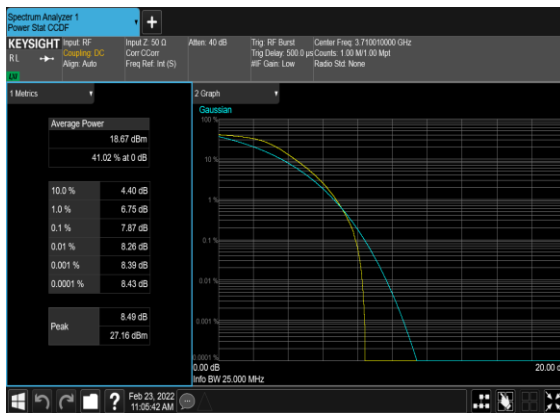 Spectrum Analyzer 1
Power Stat CCDF
+
KEYSIGHT
RL
Input: RF
Coupling: DC
Align: Auto
Input Z: 50 Ω
Corr CCorr
Freq Ref: Int (S)
Atten: 40 dB
Trig: RF Burst
Trig Delay: 500.0 µs
#IF Gain: Low
Center Freq: 3.710010000 GHz
Counts: 1.00 M/1.00 Mpt
Radio Std: None
1 Metrics
Average Power
18.67 dBm
41.02 % at 0 dB
10.0 % 4.40 dB
1.0 % 6.75 dB
0.1 % 7.87 dB
0.01 % 8.26 dB
0.001 % 8.39 dB
0.0001 % 8.43 dB
Peak
8.49 dB
27.16 dBm
2 Graph
Gaussian
100 %
10 %
1 %
0.1 %
0.01 %
0.001 %
0.0001 %
0.00 dB
20.00
Info BW 25.000 MHz
?
Feb 23, 2022
11:05:42 AM